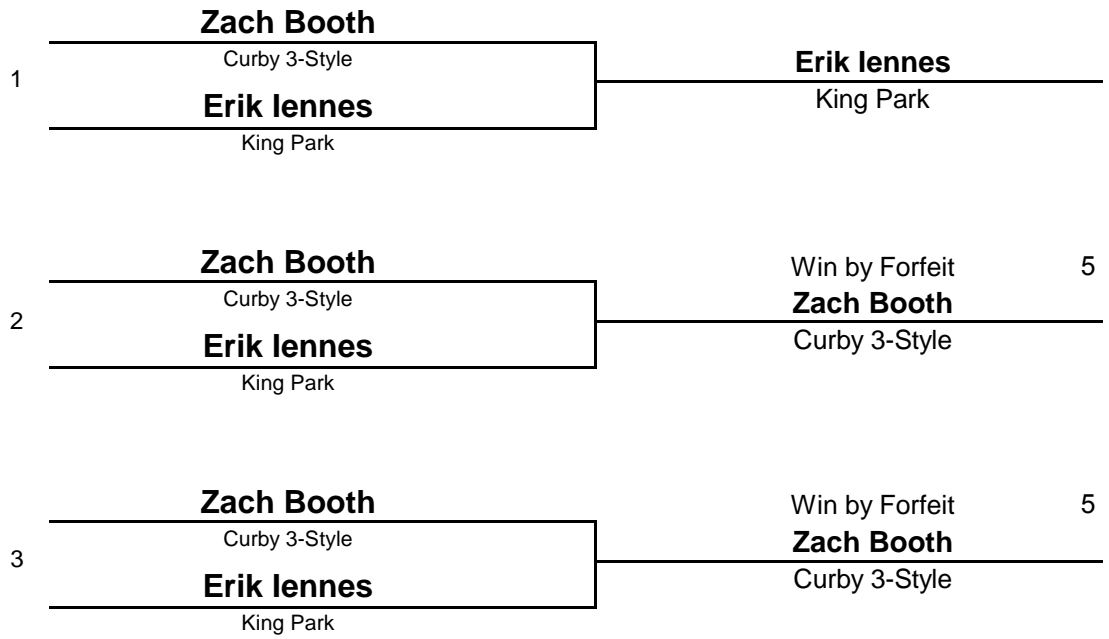 Zach Booth
Curby 3-Style
1
Erik Iennes
King Park
Erik Iennes
King Park
Zach Booth
Curby 3-Style
2
Erik Iennes
King Park
Win by Forfeit 5
Zach Booth
Curby 3-Style
Zach Booth
Curby 3-Style
3
Erik Iennes
King Park
Win by Forfeit 5
Zach Booth
Curby 3-Style